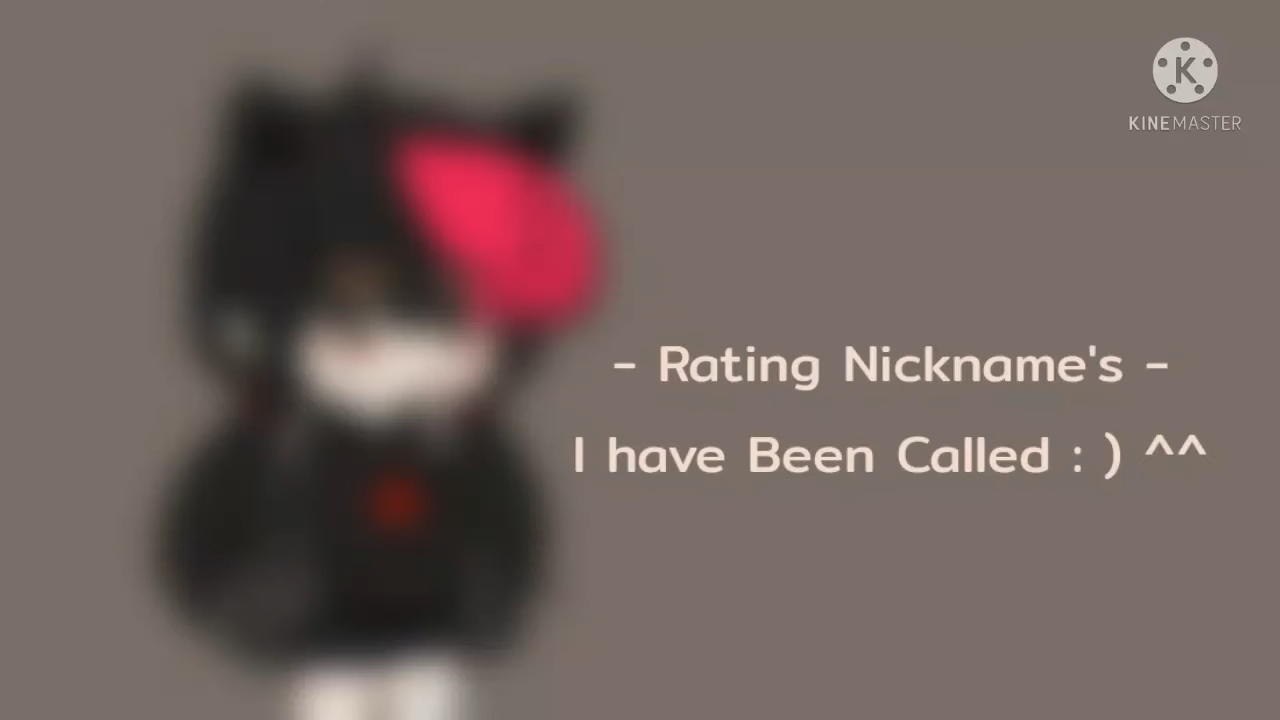 KINEMASTER
- Rating Nickname's -
I have Been Called : ) ^^